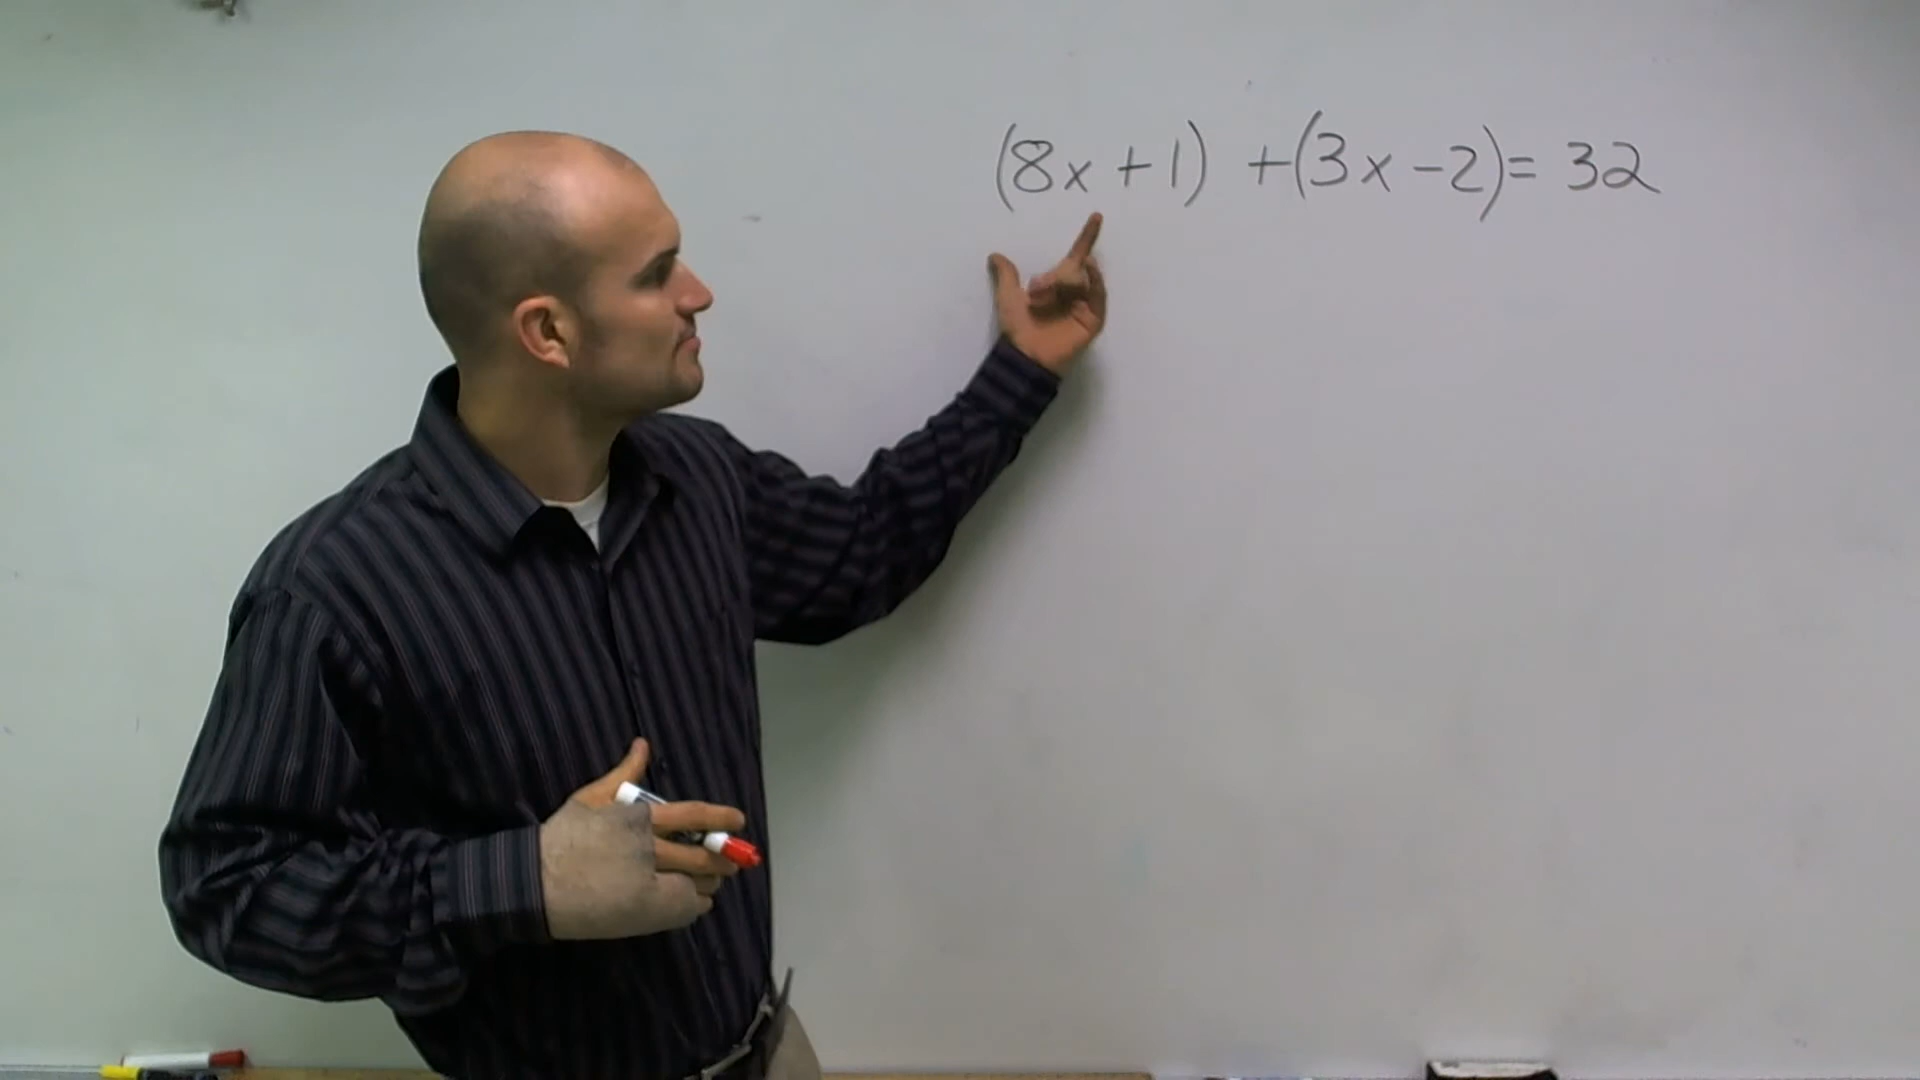 (8x + 1) + (3x - 2) = 32